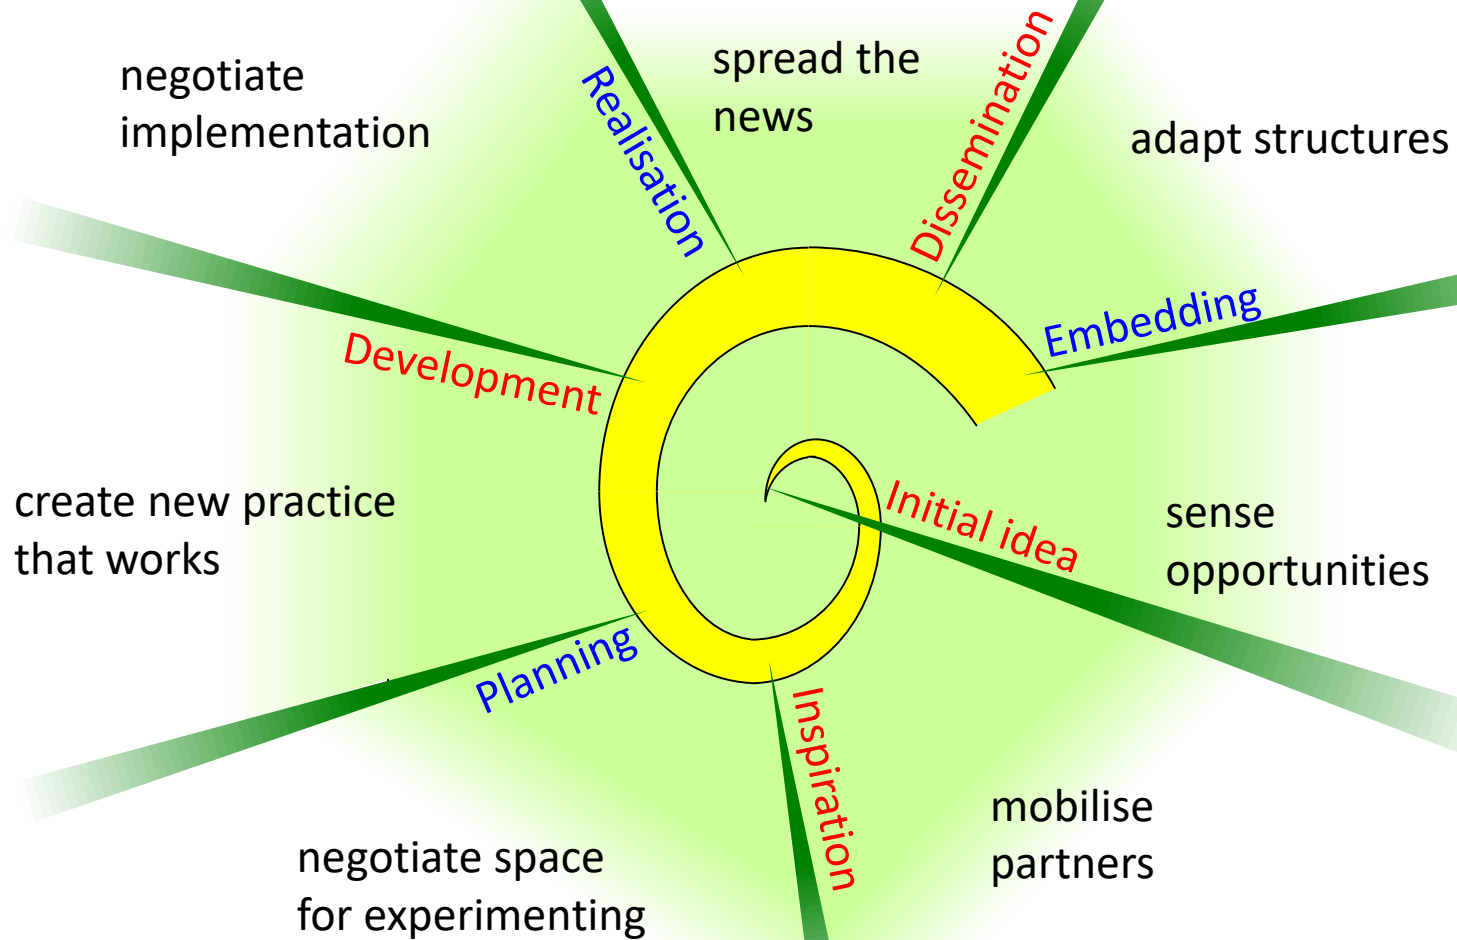 negotiate
implementation
Realisation
spread the
news
Dissemination
adapt structures
Embedding
Development
create new practice
that works
Initial idea
sense
opportunities
Planning
Inspiration
mobilise
partners
negotiate space
for experimenting